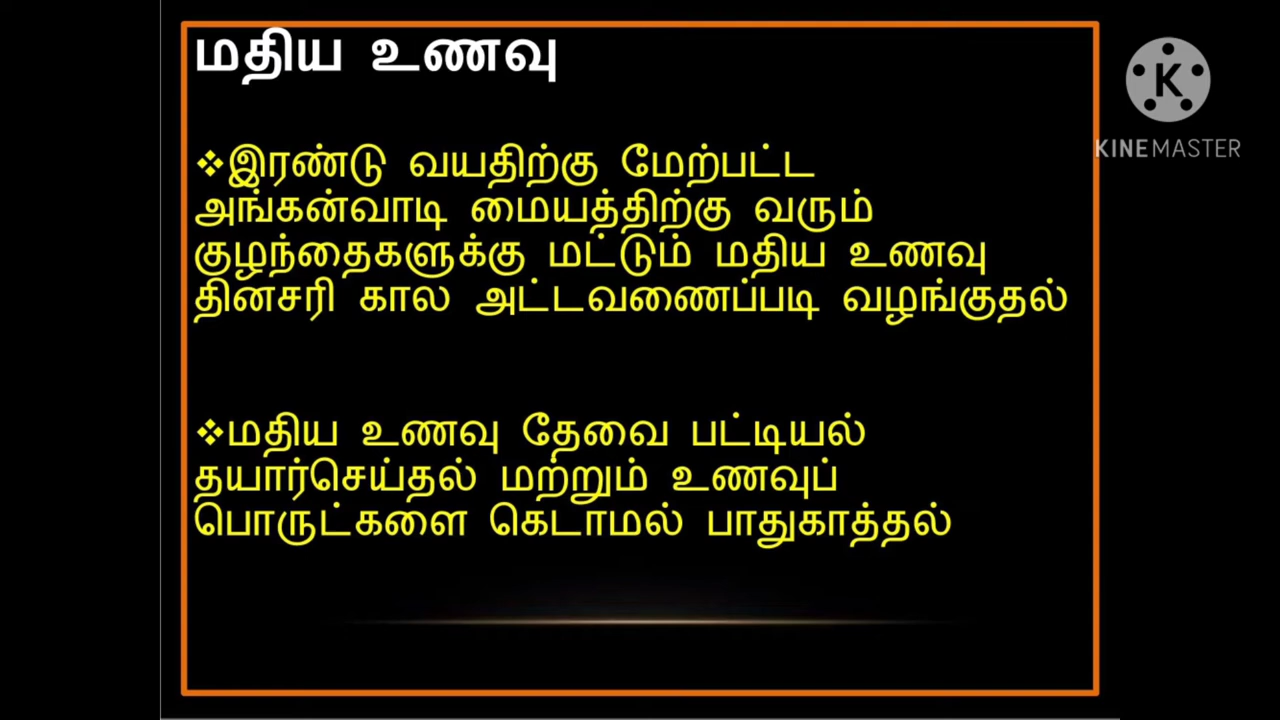 மதிய உணவு
❖இரண்டு வயதிற்கு மேற்பட்ட
அங்கன்வாடி மையத்திற்கு வரும்
குழந்தைகளுக்கு மட்டும் மதிய உணவு
தினசரி கால அட்டவணைப்படி வழங்குதல்
❖மதிய உணவு தேவை பட்டியல்
தயார்செய்தல் மற்றும் உணவுப்
பொருட்களை கெடாமல் பாதுகாத்தல்
K
KINEMASTER